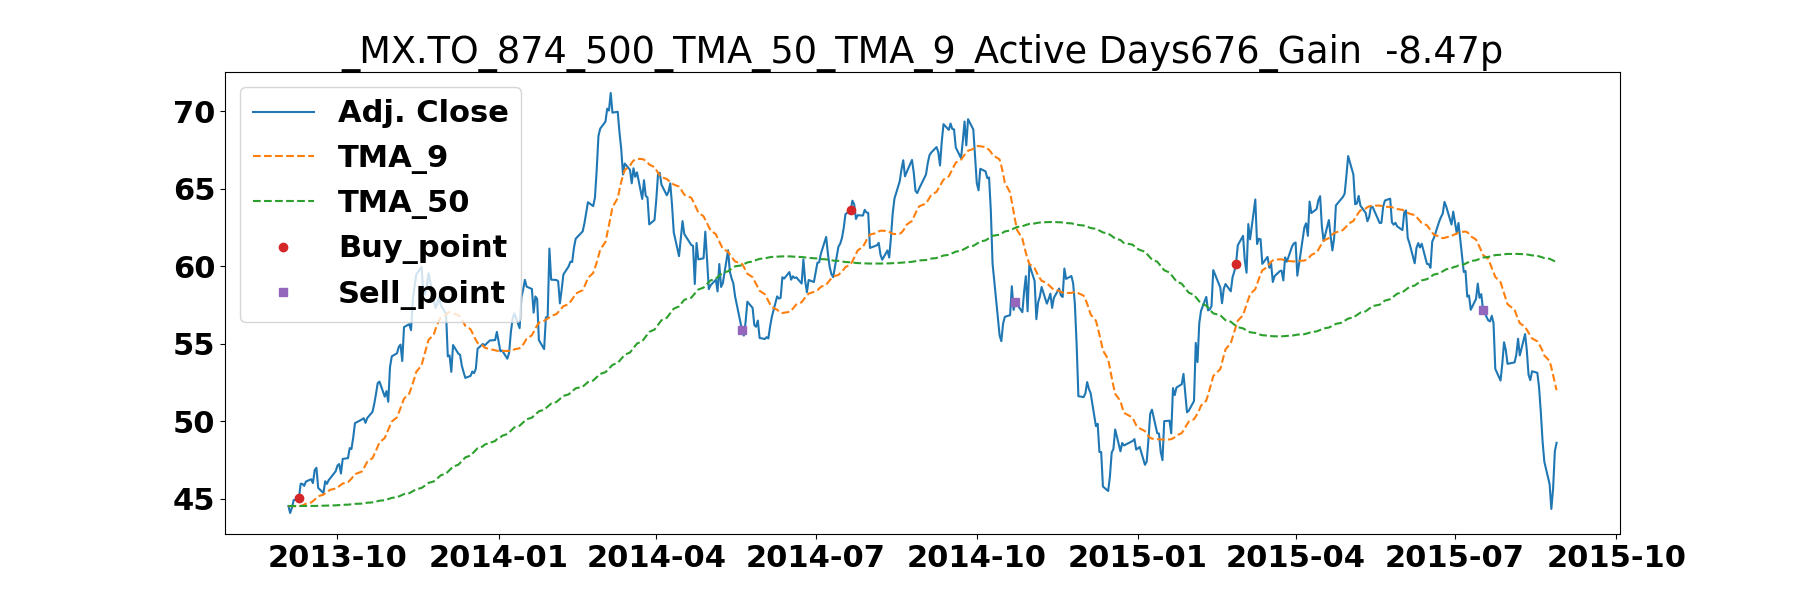 _MX.TO_874_500_TMA_50_TMA_9_Active Days676_Gain  -8.47p
Adj. Close
TMA_9
TMA_50
Buy_point
Sell_point
70
65
60
55
50
45
2013-10 2014-01 2014-04 2014-07 2014-10 2015-01 2015-04 2015-07 2015-10